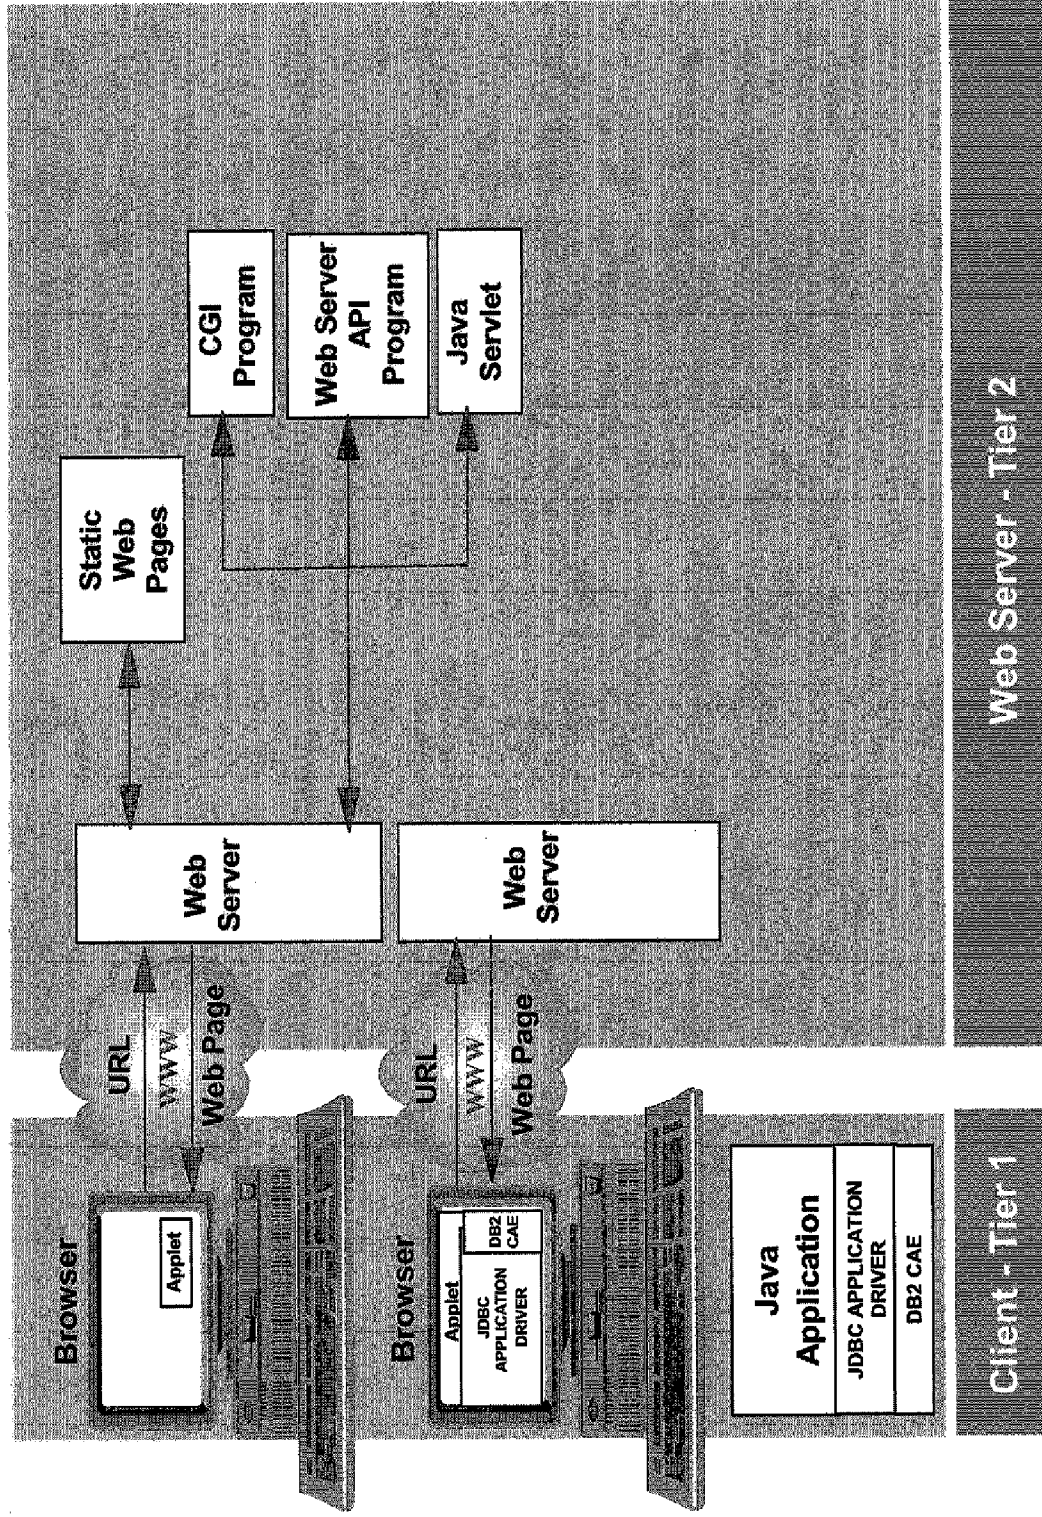 Browser
Applet
URL
WWW
Web Page
Web
Server
Static
Web
Pages
CGI
Program
Web Server
API
Program
Java
Servlet
Browser
Applet
JDBC
APPLICATION
DRIVER
DB2
CAE
URL
WWW
Web Page
Web
Server
Java
Application
JDBC APPLICATION
DRIVER
DB2 CAE
Client - Tier 1
Web Server - Tier 2